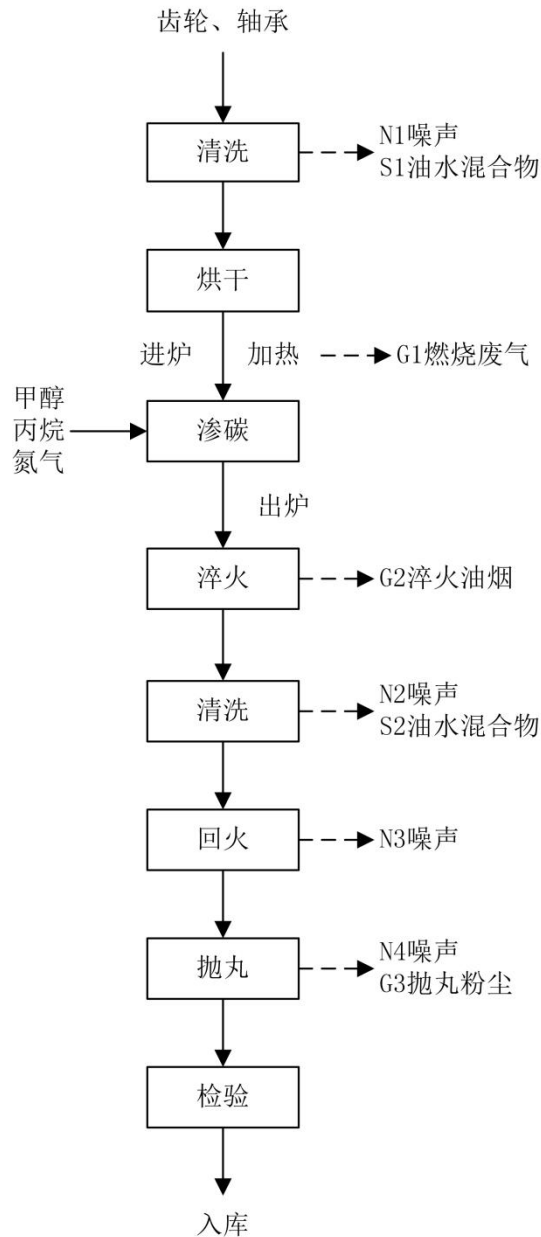 齿轮、轴承
清洗
N1噪声
S1油水混合物
烘干
进炉
加热
G1燃烧废气
甲醇
丙烷
氮气
渗碳
出炉
淬火
G2淬火油烟
清洗
N2噪声
S2油水混合物
回火
N3噪声
抛丸
N4噪声
G3抛丸粉尘
检验
入库